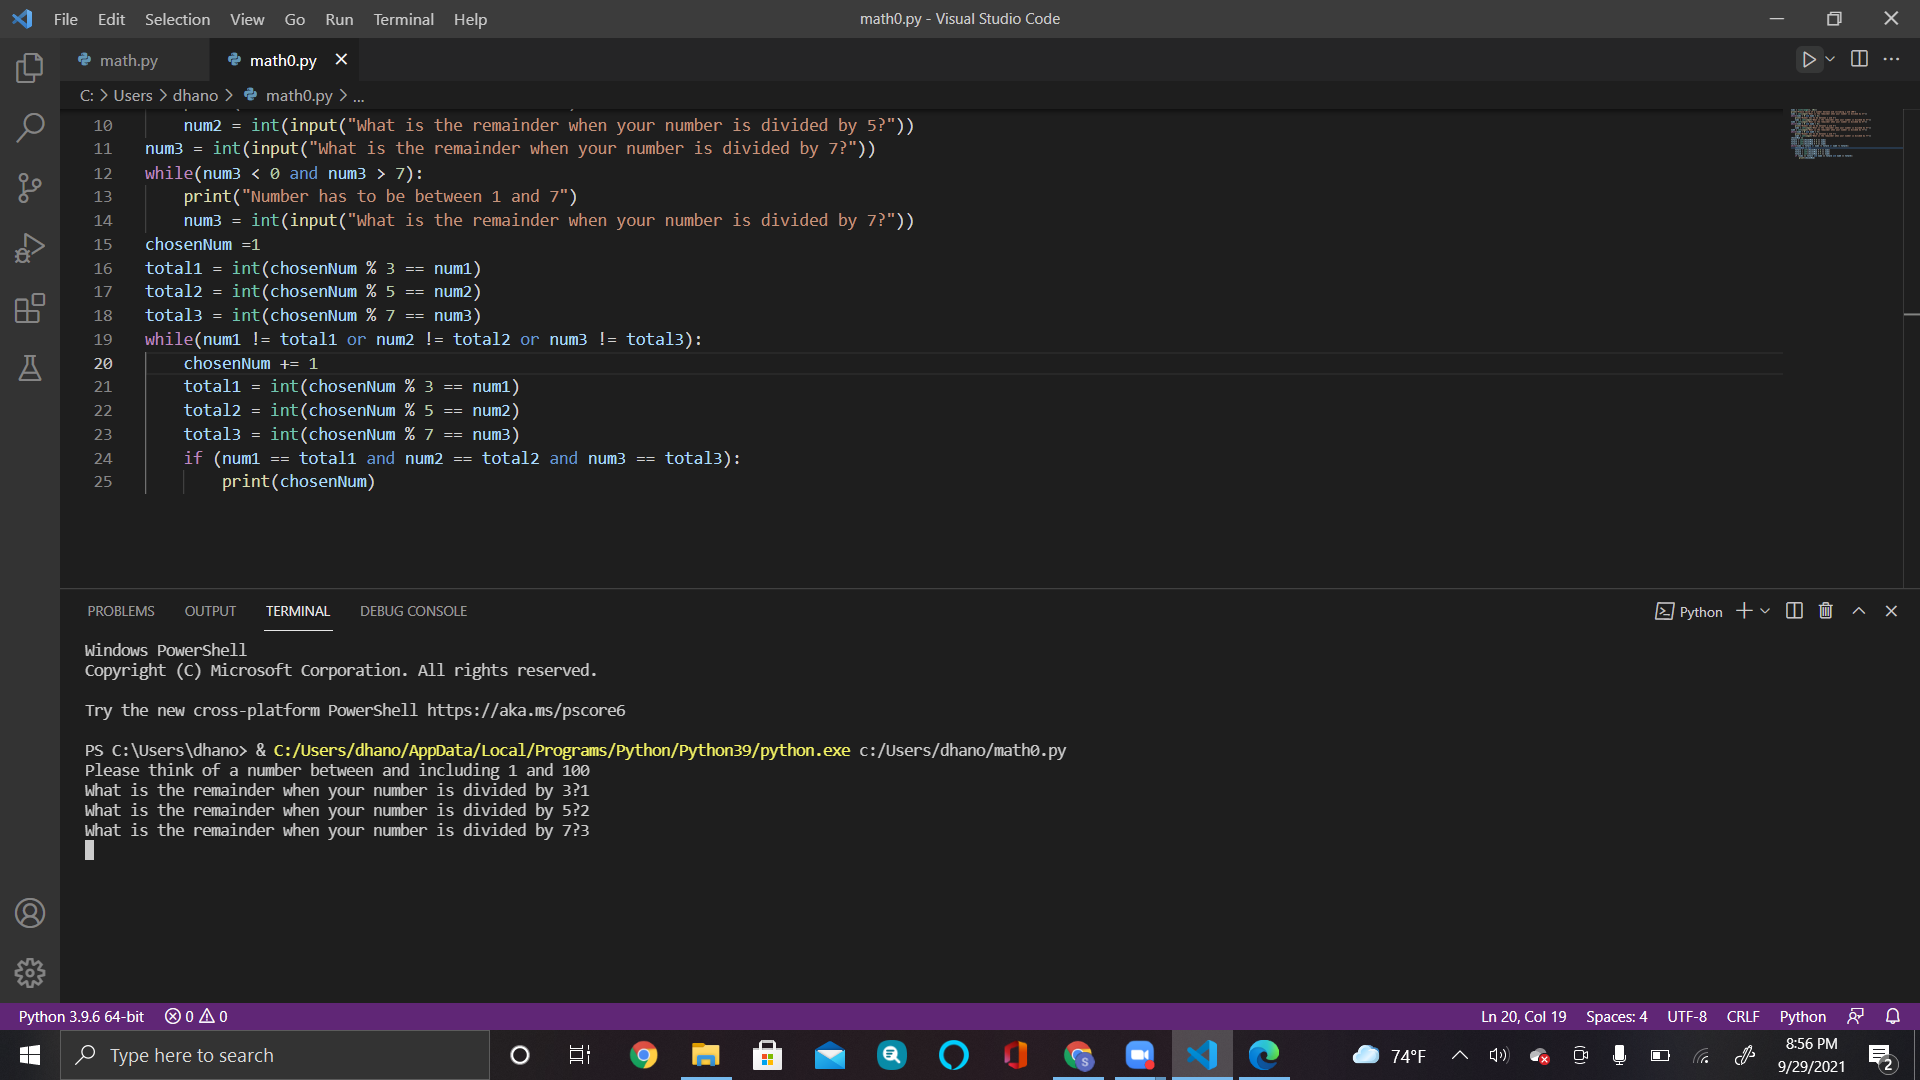 File Edit Selection View Go Run Terminal Help
math0.py - Visual Studio Code
math.py
math0.py
C: > Users > dhano > math0.py > ...
10 num2 = int(input("What is the remainder when your number is divided by 5?"))
11 num3 = int(input("What is the remainder when your number is divided by 7?"))
12 while(num3 < 0 and num3 > 7):
13 print("Number has to be between 1 and 7")
14 num3 = int(input("What is the remainder when your number is divided by 7?"))
15 chosenNum =1
16 total1 = int(chosenNum % 3 == num1)
17 total2 = int(chosenNum % 5 == num2)
18 total3 = int(chosenNum % 7 == num3)
19 while(num1 != total1 or num2 != total2 or num3 != total3):
20 chosenNum += 1
21 total1 = int(chosenNum % 3 == num1)
22 total2 = int(chosenNum % 5 == num2)
23 total3 = int(chosenNum % 7 == num3)
24 if (num1 == total1 and num2 == total2 and num3 == total3):
25 print(chosenNum)
PROBLEMS OUTPUT TERMINAL DEBUG CONSOLE
Python
Windows PowerShell
Copyright (C) Microsoft Corporation. All rights reserved.
Try the new cross-platform PowerShell https://aka.ms/pscore6
PS C:\Users\dhano> & C:/Users/dhano/AppData/Local/Programs/Python/Python39/python.exe c:/Users/dhano/math0.py
Please think of a number between and including 1 and 100
What is the remainder when your number is divided by 3?1
What is the remainder when your number is divided by 5?2
What is the remainder when your number is divided by 7?3
Python 3.9.6 64-bit 0 0
Ln 20, Col 19 Spaces: 4 UTF-8 CRLF Python
Type here to search
74°F
8:56 PM
9/29/2021
2